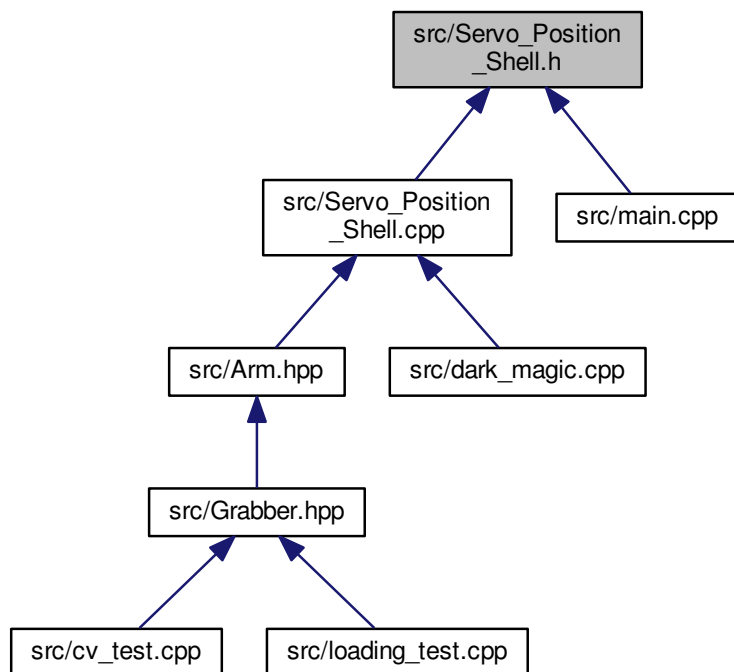 src/Servo_Position
_Shell.h
src/Servo_Position
_Shell.cpp
src/main.cpp
src/Arm.hpp
src/dark_magic.cpp
src/Grabber.hpp
src/cv_test.cpp
src/loading_test.cpp